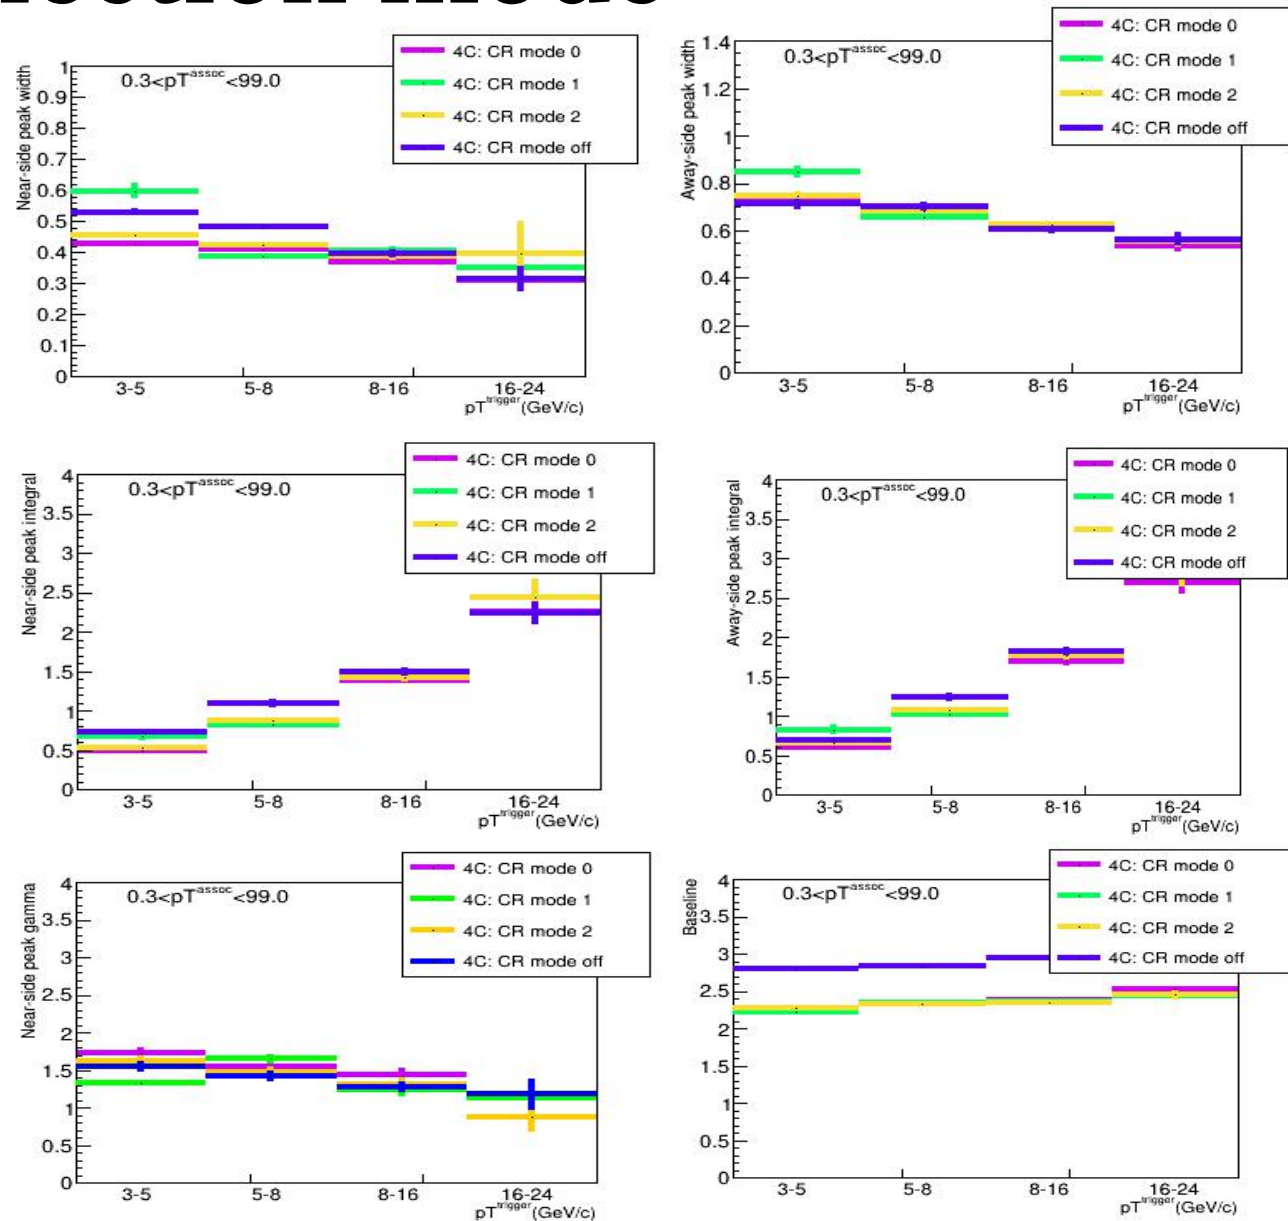 4C: CR mode 0
4C: CR mode 1
4C: CR mode 2
4C: CR mode off
0.3<pT^assoc<99.0
Near-side peak width
1
0.9
0.8
0.7
0.6
0.5
0.4
0.3
0.2
0.1
0
3-5 5-8 8-16 16-24
pT^trigger(GeV/c)
4C: CR mode 0
4C: CR mode 1
4C: CR mode 2
4C: CR mode off
0.3<pT^assoc<99.0
Away-side peak width
1.4
1.2
1
0.8
0.6
0.4
0.2
0
3-5 5-8 8-16 16-24
pT^trigger(GeV/c)
4C: CR mode 0
4C: CR mode 1
4C: CR mode 2
4C: CR mode off
0.3<pT^assoc<99.0
Near-side peak integral
4
3.5
3
2.5
2
1.5
1
0.5
0
3-5 5-8 8-16 16-24
pT^trigger(GeV/c)
4C: CR mode 0
4C: CR mode 1
4C: CR mode 2
4C: CR mode off
0.3<pT^assoc<99.0
Away-side peak integral
4
3.5
3
2.5
2
1.5
1
0.5
0
3-5 5-8 8-16 16-24
pT^trigger(GeV/c)
4C: CR mode 0
4C: CR mode 1
4C: CR mode 2
4C: CR mode off
0.3<pT^assoc<99.0
Near-side peak gamma
4
3.5
3
2.5
2
1.5
1
0.5
0
3-5 5-8 8-16 16-24
pT^trigger(GeV/c)
4C: CR mode 0
4C: CR mode 1
4C: CR mode 2
4C: CR mode off
0.3<pT^assoc<99.0
Baseline
4
3.5
3
2.5
2
1.5
1
0.5
0
3-5 5-8 8-16 16-24
pT^trigger(GeV/c)